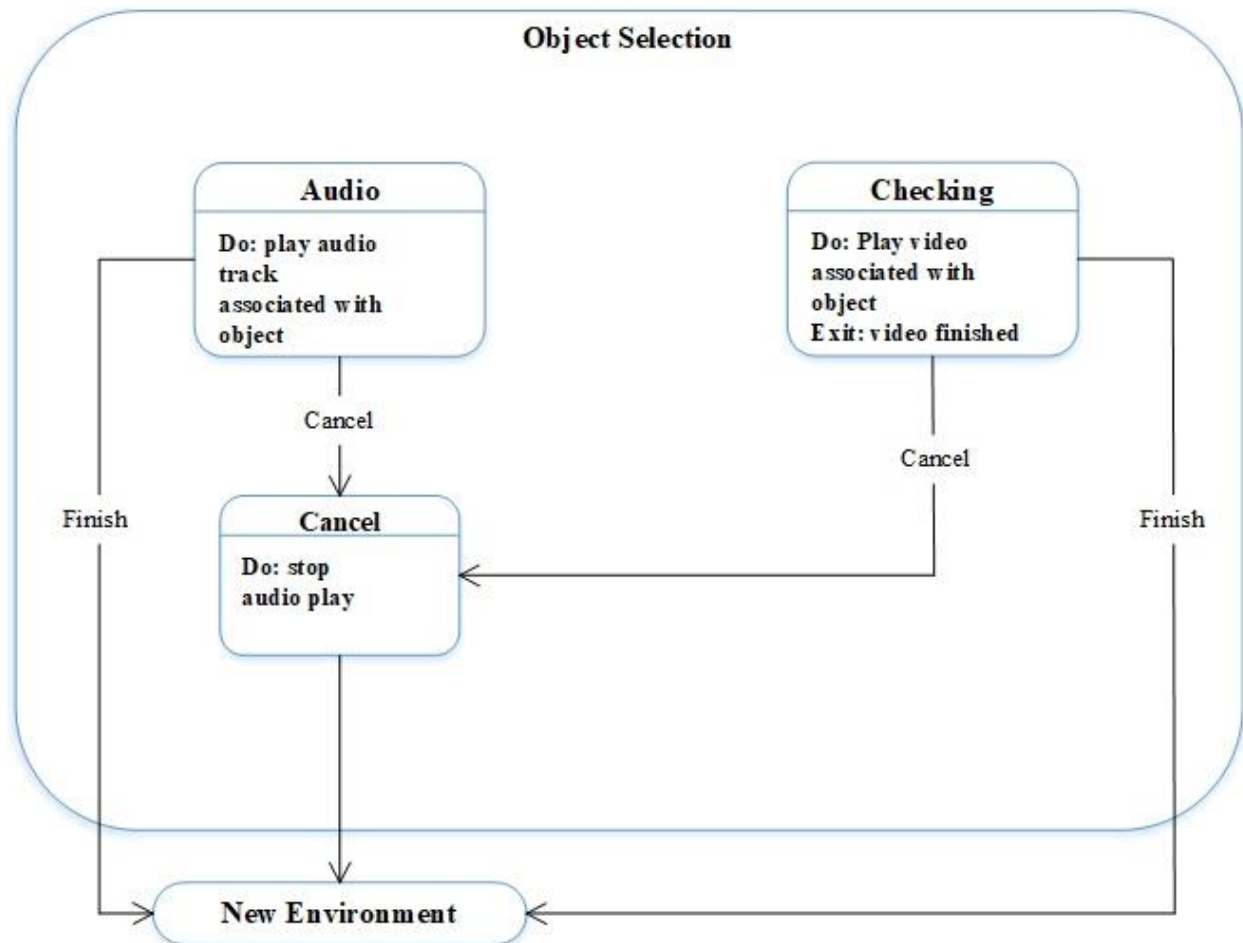 Object Selection
Audio
Do: play audio
track
associated with
object
Checking
Do: Play video
associated with
object
Exit: video finished
Cancel
Cancel
Finish
Cancel
Do: stop
audio play
Finish
New Environment